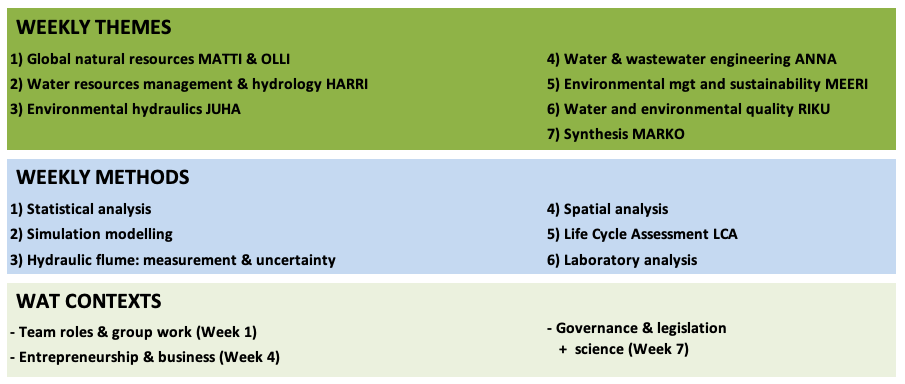 WEEKLY THEMES
1) Global natural resources MATTI & OLLI
2) Water resources management & hydrology HARRI
3) Environmental hydraulics JUHA
4) Water & wastewater engineering ANNA
5) Environmental mgt and sustainability MEERI
6) Water and environmental quality RIKU
7) Synthesis MARKO
WEEKLY METHODS
1) Statistical analysis
2) Simulation modelling
3) Hydraulic flume: measurement & uncertainty
4) Spatial analysis
5) Life Cycle Assessment LCA
6) Laboratory analysis
WAT CONTEXTS
- Team roles & group work (Week 1)
- Entrepreneurship & business (Week 4)
- Governance & legislation
+ science (Week 7)